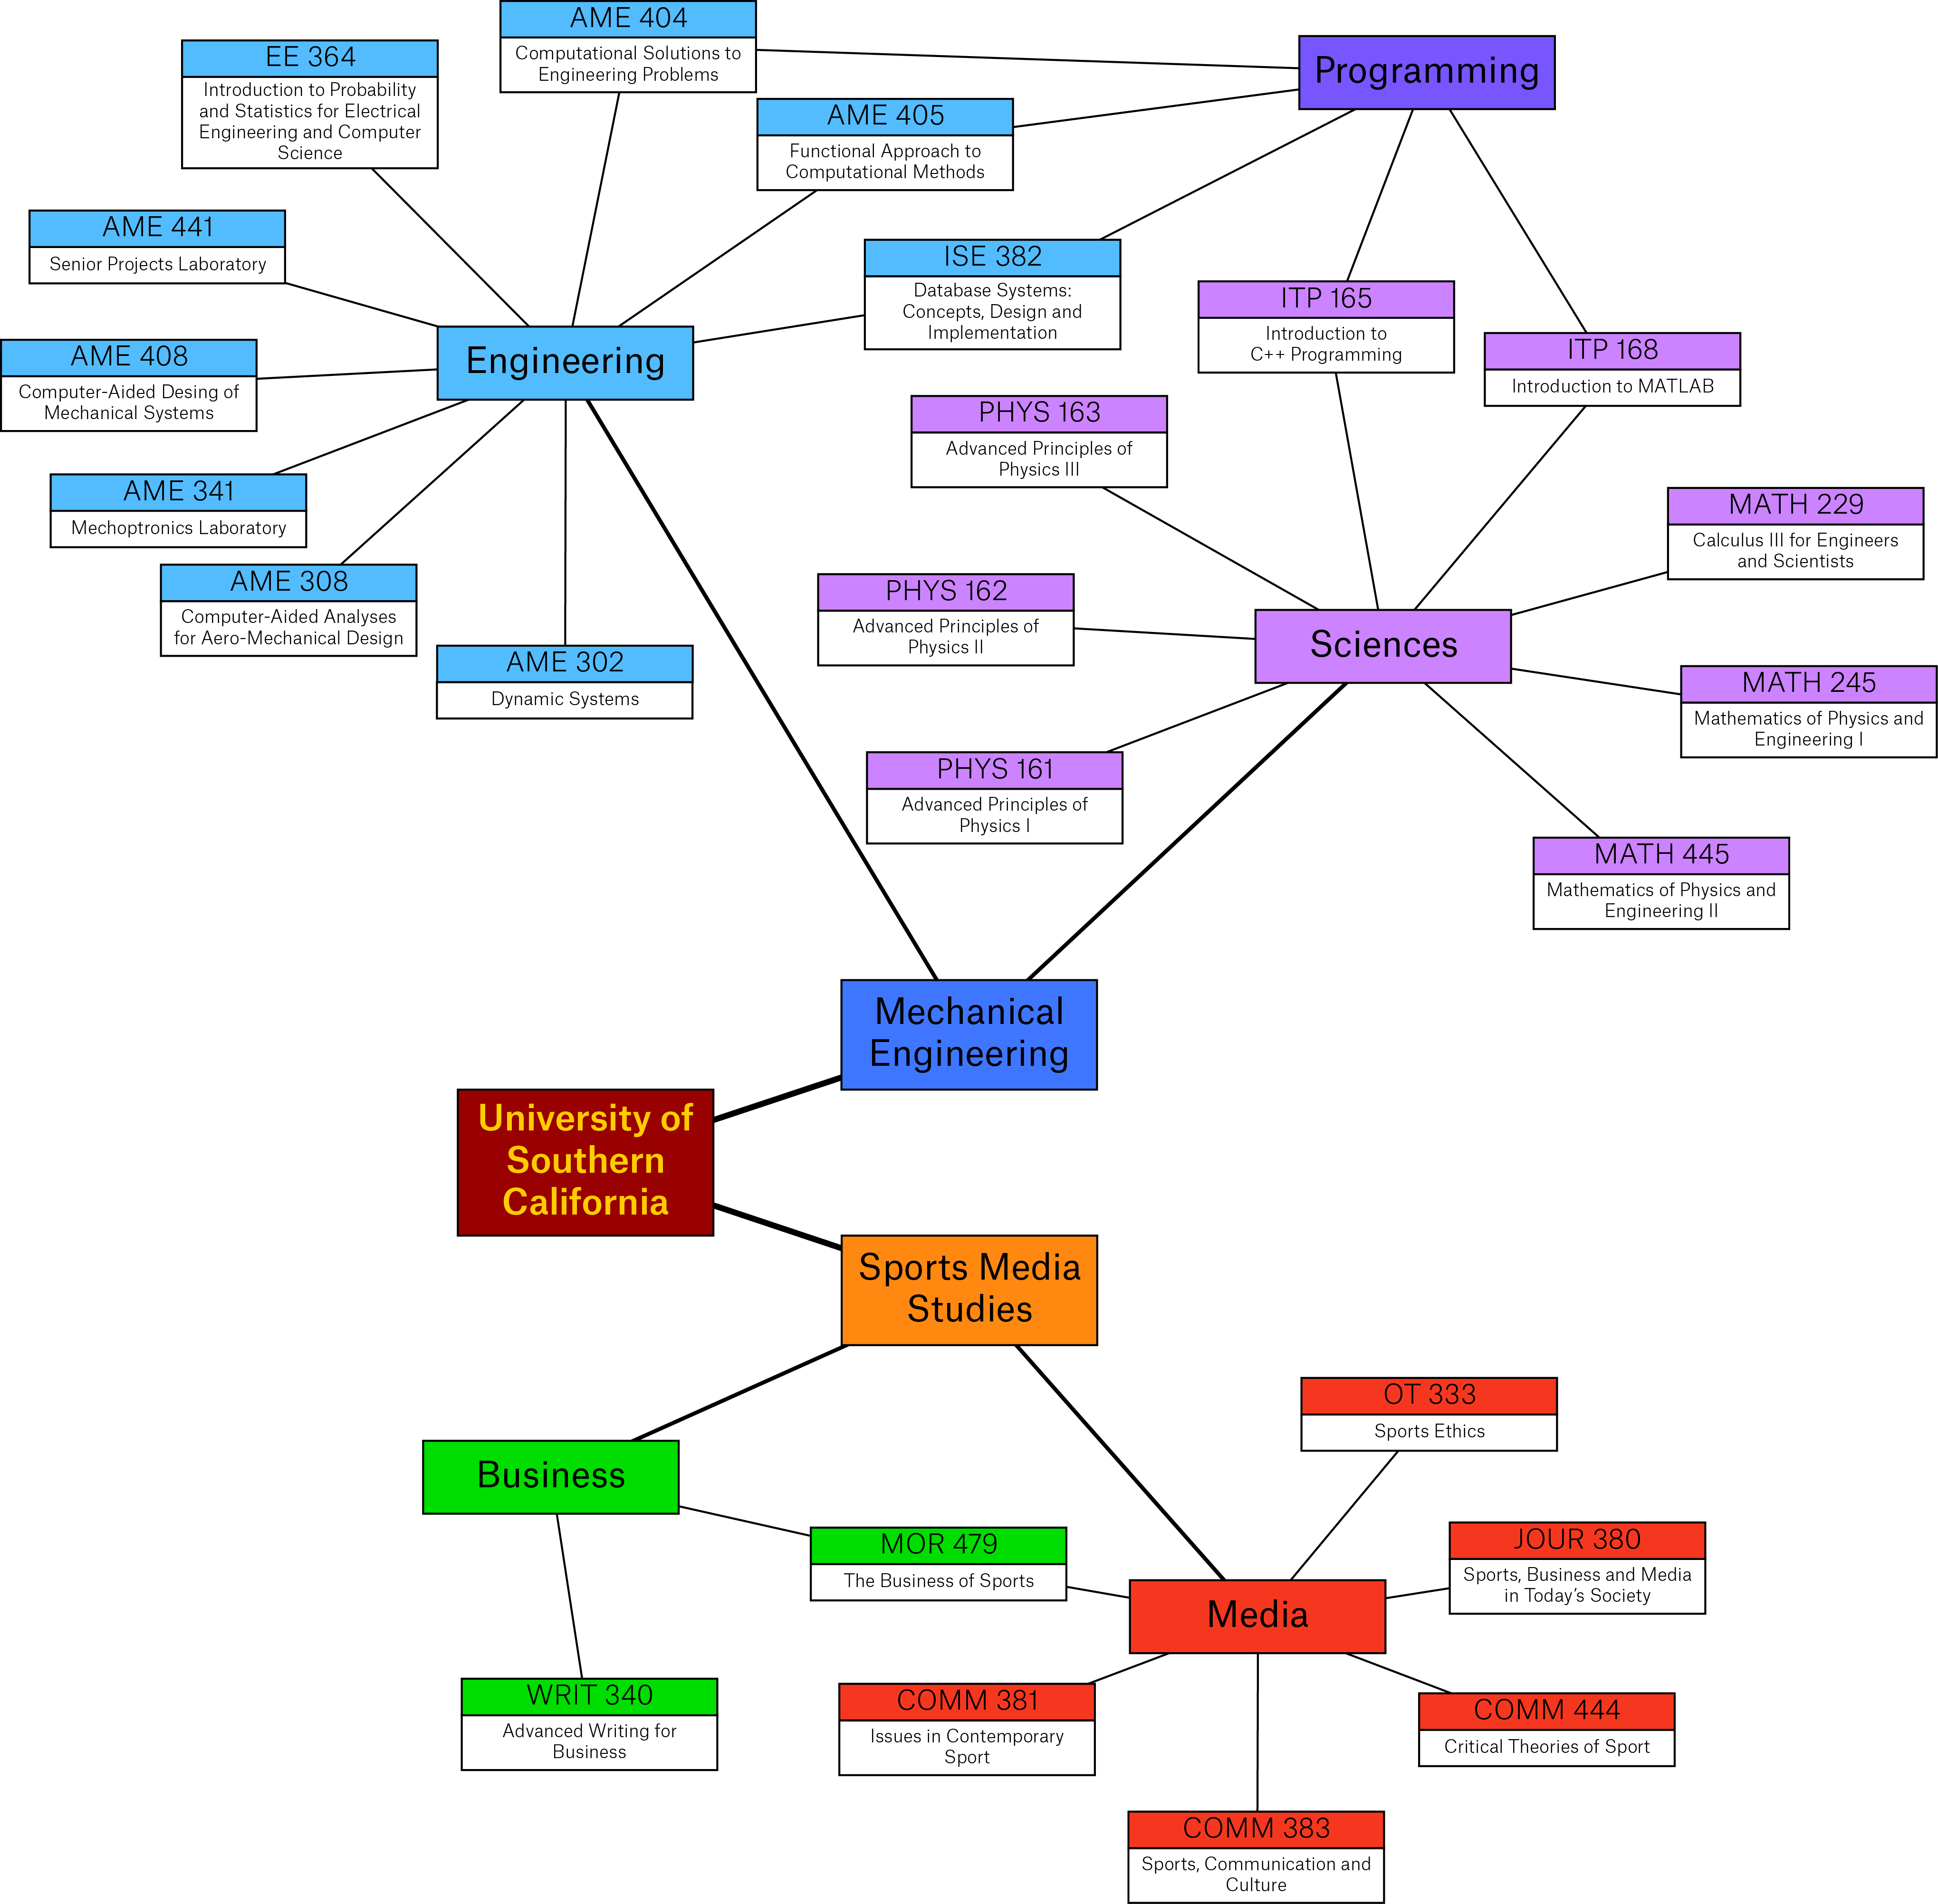 AME 404
Computational Solutions to
Engineering Problems
EE 364
Introduction to Probability
and Statistics for Electrical
Engineering and Computer
Science
Programming
AME 405
Functional Approach to
Computational Methods
AME 441
Senior Projects Laboratory
ISE 382
Database Systems:
Concepts, Design and
Implementation
ITP 165
Introduction to
C++ Programming
Engineering
AME 408
Computer-Aided Desing of
Mechanical Systems
ITP 168
Introduction to MATLAB
PHYS 163
Advanced Principles of
Physics III
AME 341
Mechoptronics Laboratory
MATH 229
Calculus III for Engineers
and Scientists
AME 308
Computer-Aided Analyses
for Aero-Mechanical Design
PHYS 162
Advanced Principles of
Physics II
Sciences
AME 302
Dynamic Systems
MATH 245
Mathematics of Physics and
Engineering I
PHYS 161
Advanced Principles of
Physics I
MATH 445
Mathematics of Physics and
Engineering II
Mechanical
Engineering
University of
Southern
California
Sports Media
Studies
OT 333
Sports Ethics
Business
MOR 479
The Business of Sports
JOUR 380
Sports, Business and Media
in Today's Society
Media
WRIT 340
Advanced Writing for
Business
COMM 381
Issues in Contemporary
Sport
COMM 444
Critical Theories of Sport
COMM 383
Sports, Communication and
Culture